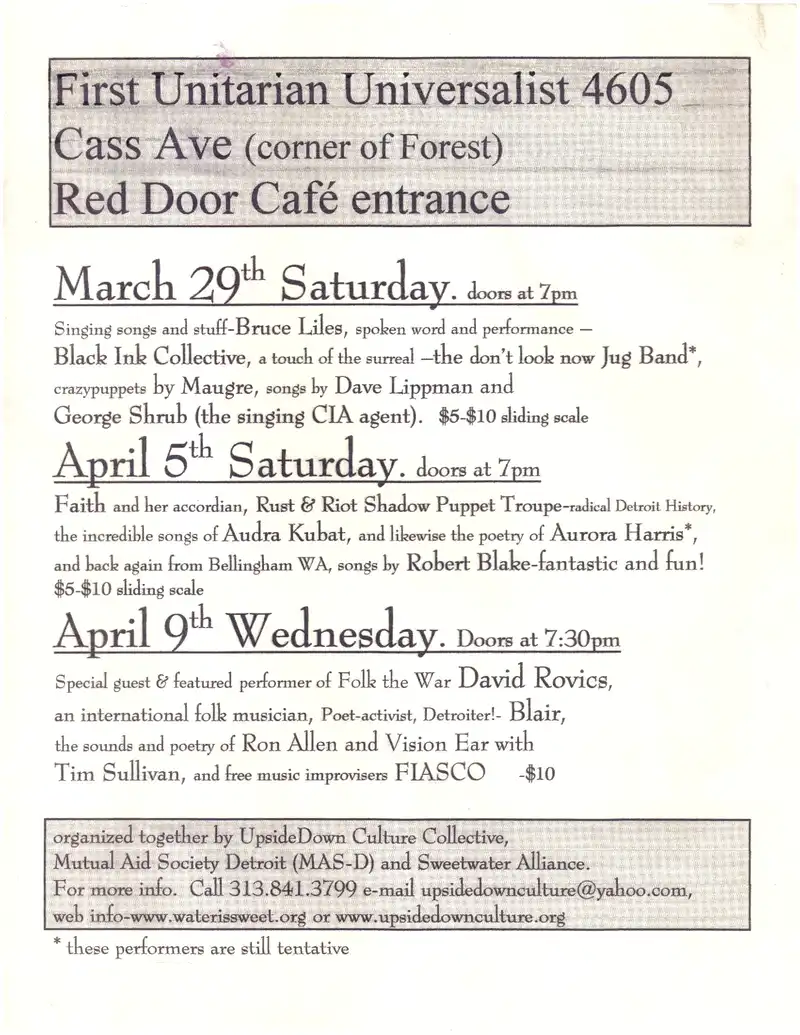 First Unitarian Universalist 4605
Cass Ave (corner of Forest)
Red Door Café entrance
March 29th Saturday. doors at 7pm
Singing songs and stuff-Bruce Liles, spoken word and performance –
Black Ink Collective, a touch of the surreal –the don't look now Jug Band*,
crazypuppets by Maugre, songs by Dave Lippman and
George Shrub (the singing CIA agent). $5-$10 sliding scale
April 5th Saturday. doors at 7pm
Faith and her accordian, Rust & Riot Shadow Puppet Troupe-radical Detroit History,
the incredible songs of Audra Kubat, and likewise the poetry of Aurora Harris*,
and back again from Bellingham WA, songs by Robert Blake-fantastic and fun!
$5-$10 sliding scale
April 9th Wednesday. Doors at 7:30pm
Special guest & featured performer of Folk the War David Rovics,
an international folk musician, Poet-activist, Detroiter!- Blair,
the sounds and poetry of Ron Allen and Vision Ear with
Tim Sullivan, and free music improvisers FIASCO -$10
organized together by UpsideDown Culture Collective,
Mutual Aid Society Detroit (MAS-D) and Sweetwater Alliance.
For more info. Call 313.841.3799 e-mail upsidedownculture@yahoo.com,
web info-www.waterissweet.org or www.upsidedownculture.org
* these performers are still tentative